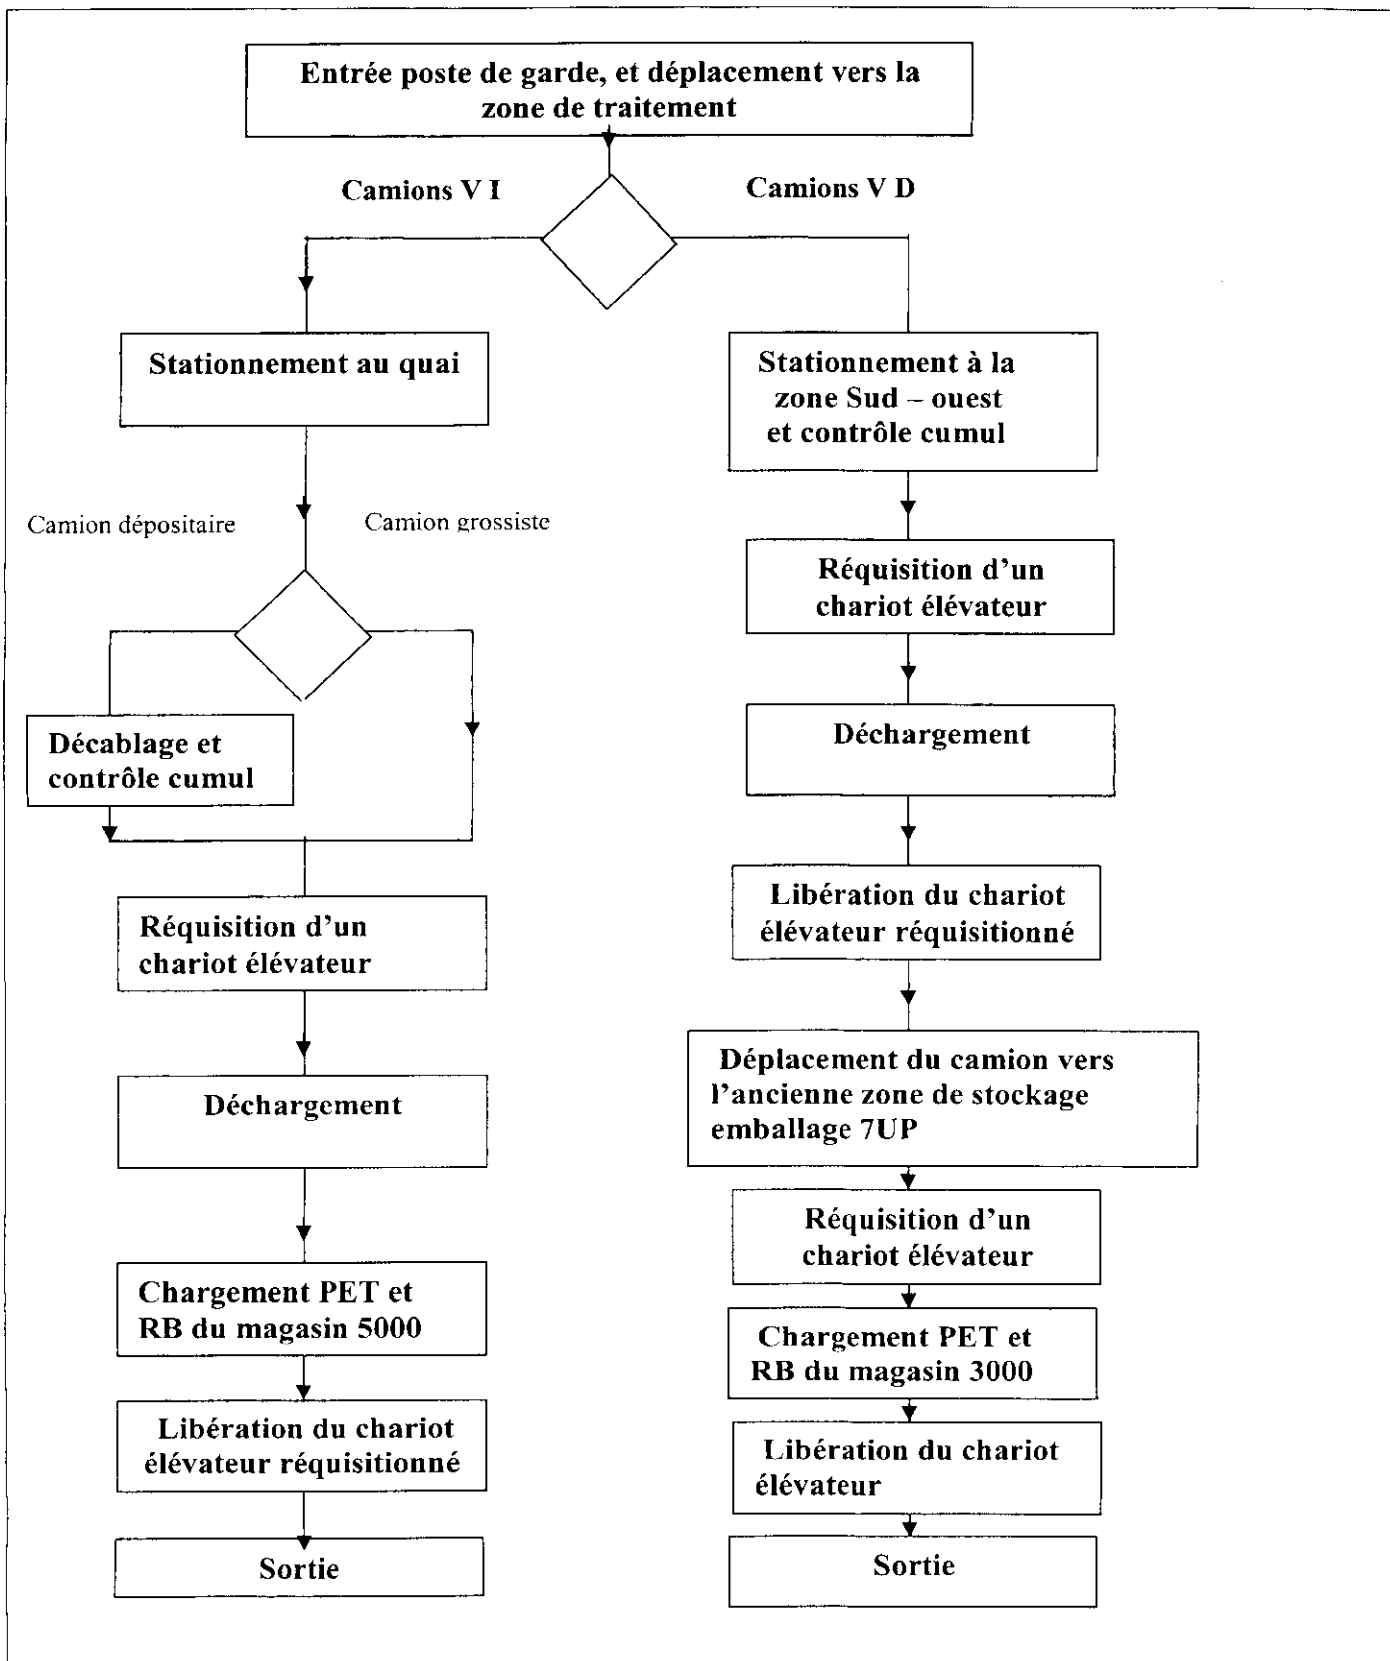 Entrée poste de garde, et déplacement vers la
zone de traitement
Camions V I
Camions V D
Stationnement au quai
Camion dépositaire
Camion grossiste
Décablage et
contrôle cumul
Réquisition d'un
chariot élévateur
Déchargement
Chargement PET et
RB du magasin 5000
Libération du chariot
élévateur réquisitionné
Sortie
Stationnement à la
zone Sud – ouest
et contrôle cumul
Réquisition d'un
chariot élévateur
Déchargement
Libération du chariot
élévateur réquisitionné
Déplacement du camion vers
l'ancienne zone de stockage
emballage 7UP
Réquisition d'un
chariot élévateur
Chargement PET et
RB du magasin 3000
Libération du chariot
élévateur
Sortie